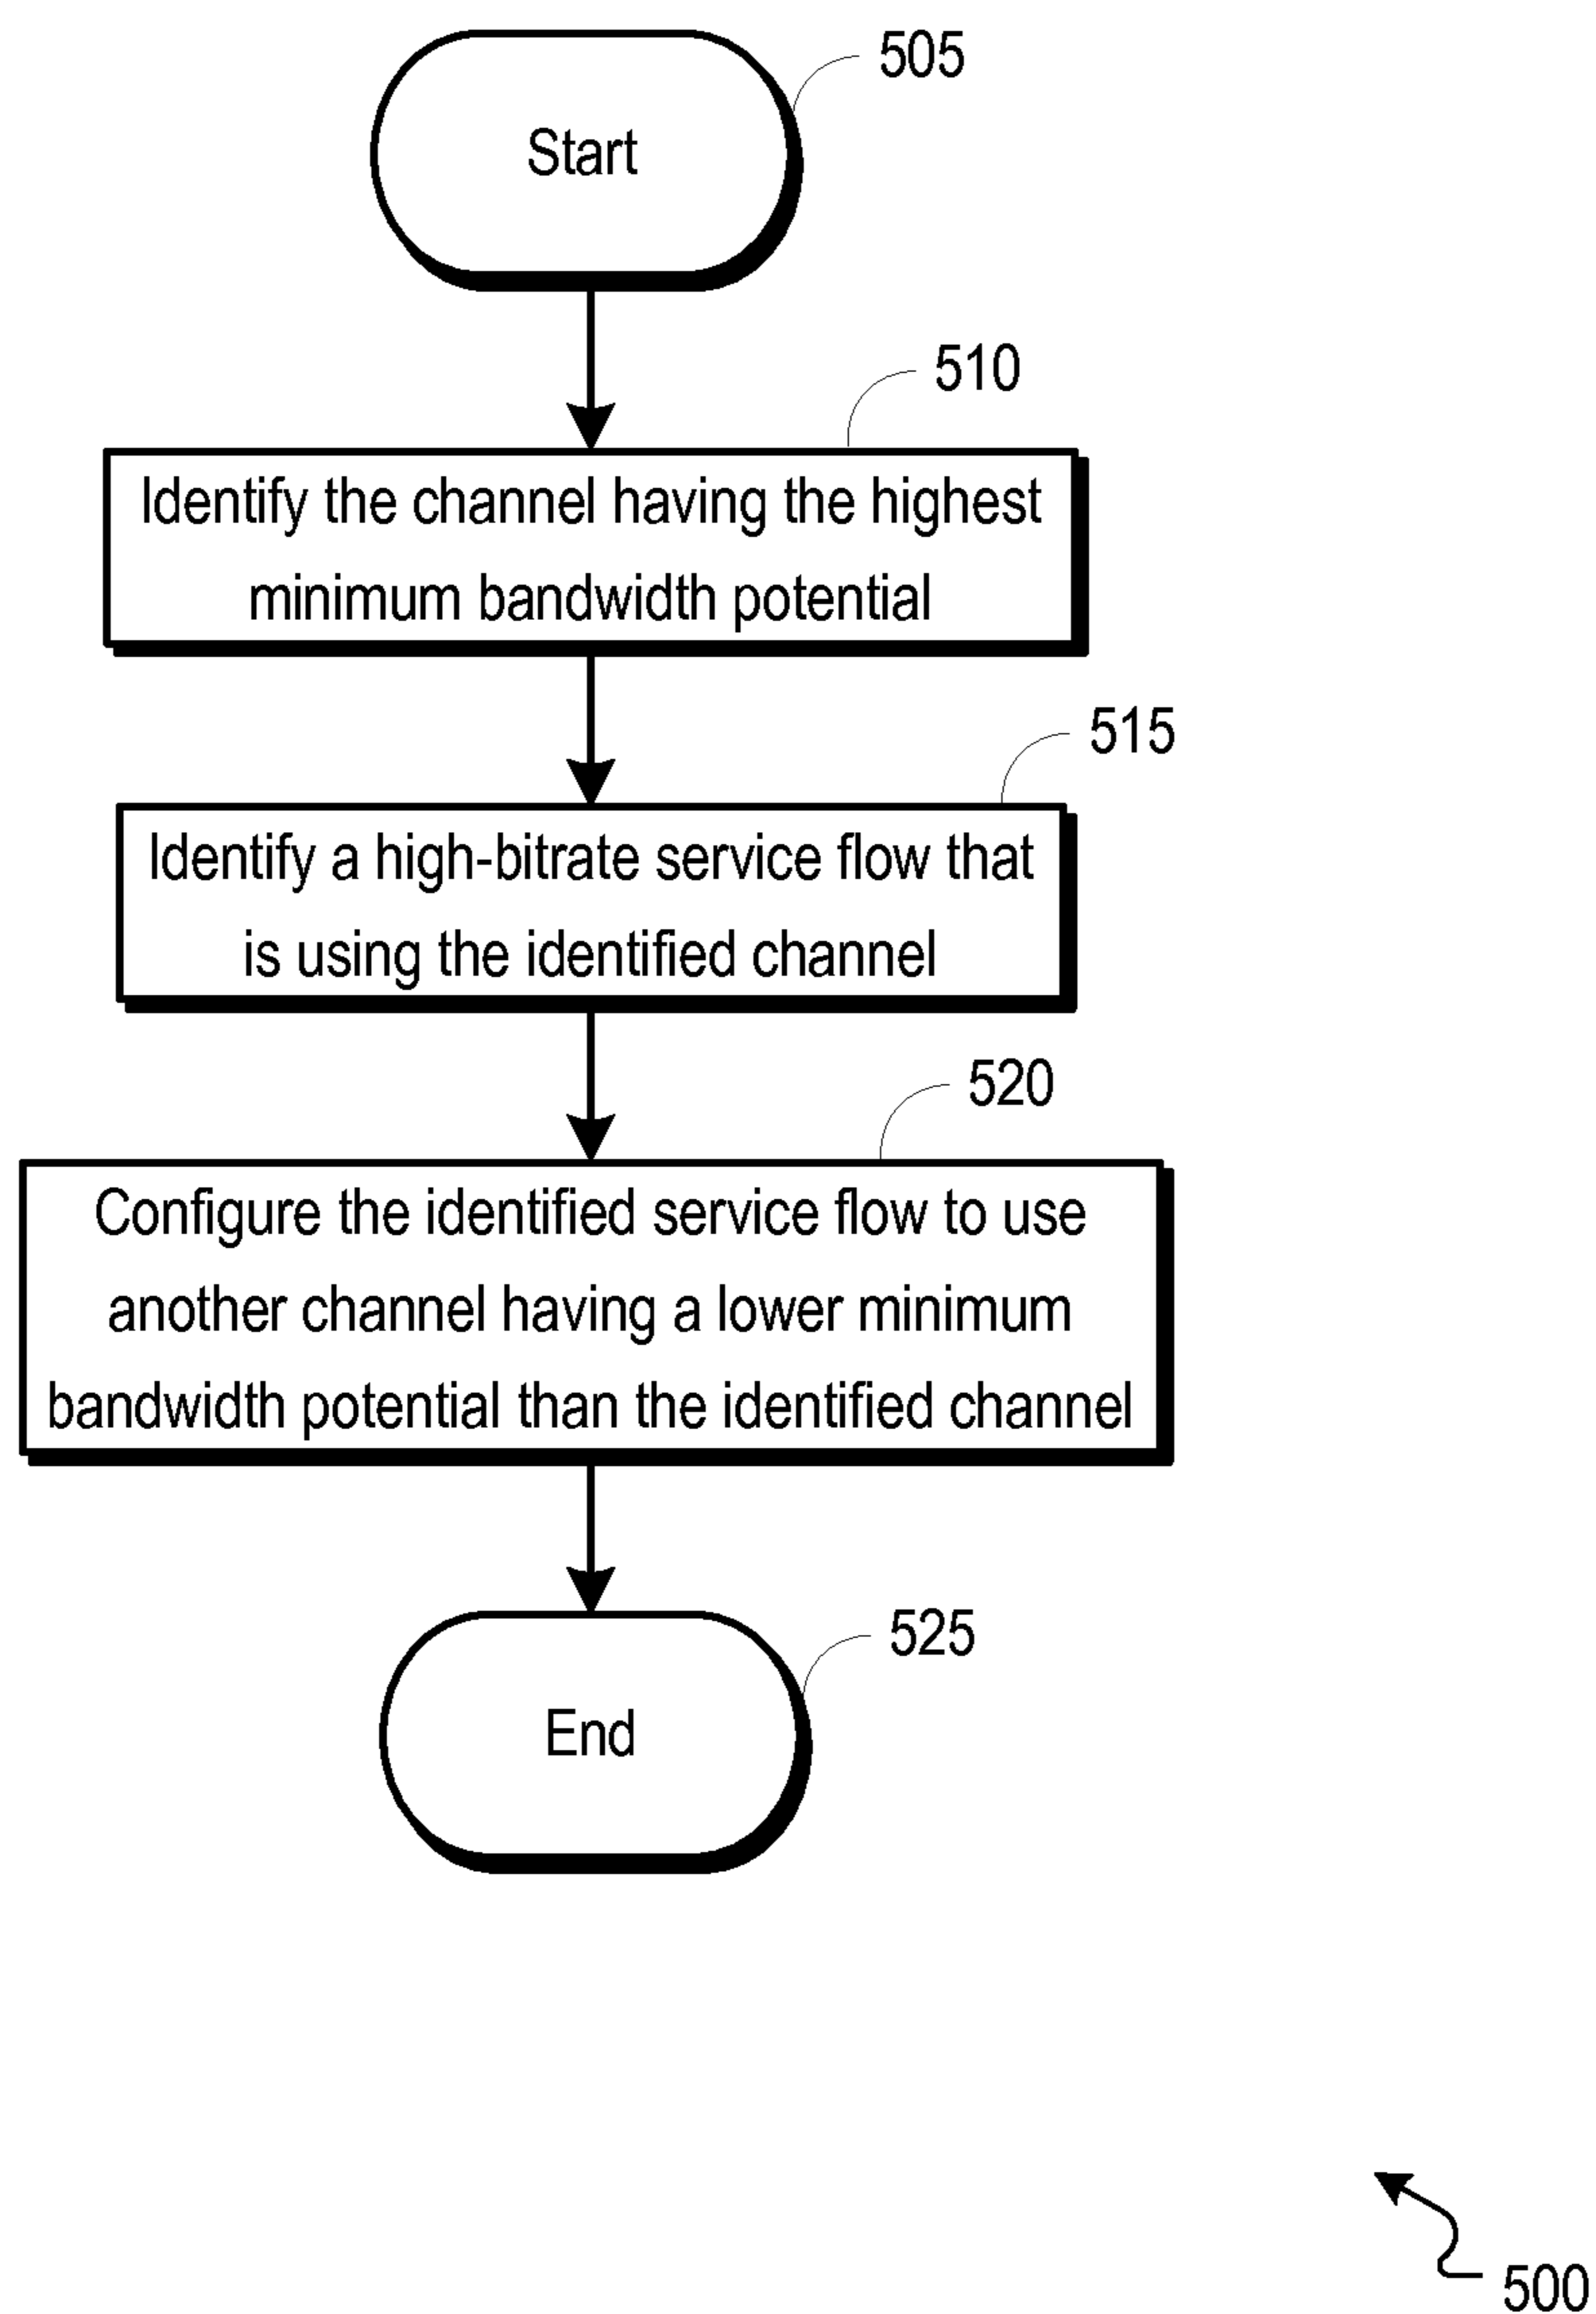 505
Start
510
Identify the channel having the highest
minimum bandwidth potential
515
Identify a high-bitrate service flow that
is using the identified channel
520
Configure the identified service flow to use
another channel having a lower minimum
bandwidth potential than the identified channel
525
End
500